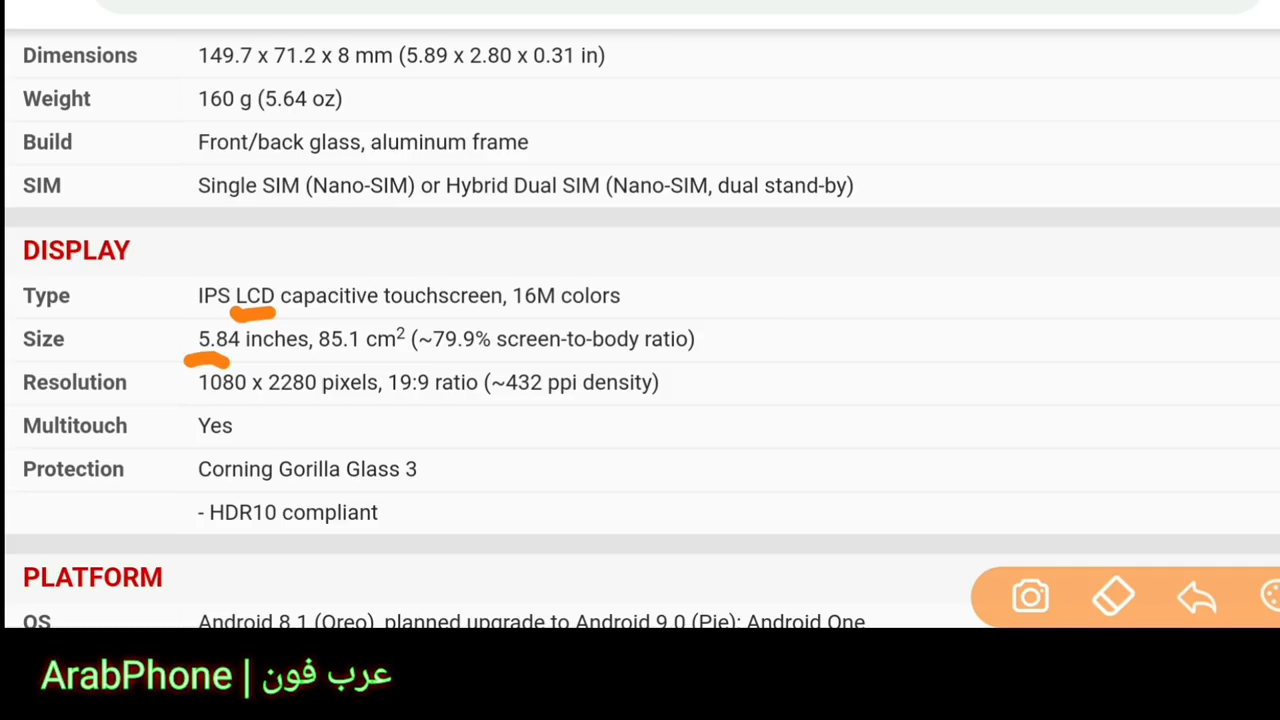 Dimensions 149.7 x 71.2 x 8 mm (5.89 x 2.80 x 0.31 in)
Weight 160 g (5.64 oz)
Build Front/back glass, aluminum frame
SIM Single SIM (Nano-SIM) or Hybrid Dual SIM (Nano-SIM, dual stand-by)
DISPLAY
Type IPS LCD capacitive touchscreen, 16M colors
Size 5.84 inches, 85.1 cm² (~79.9% screen-to-body ratio)
Resolution 1080 x 2280 pixels, 19:9 ratio (~432 ppi density)
Multitouch Yes
Protection Corning Gorilla Glass 3
- HDR10 compliant
PLATFORM
OS Android 8.1 (Oreo), planned upgrade to Android 9.0 (Pie); Android One
ArabPhone | عرب فون